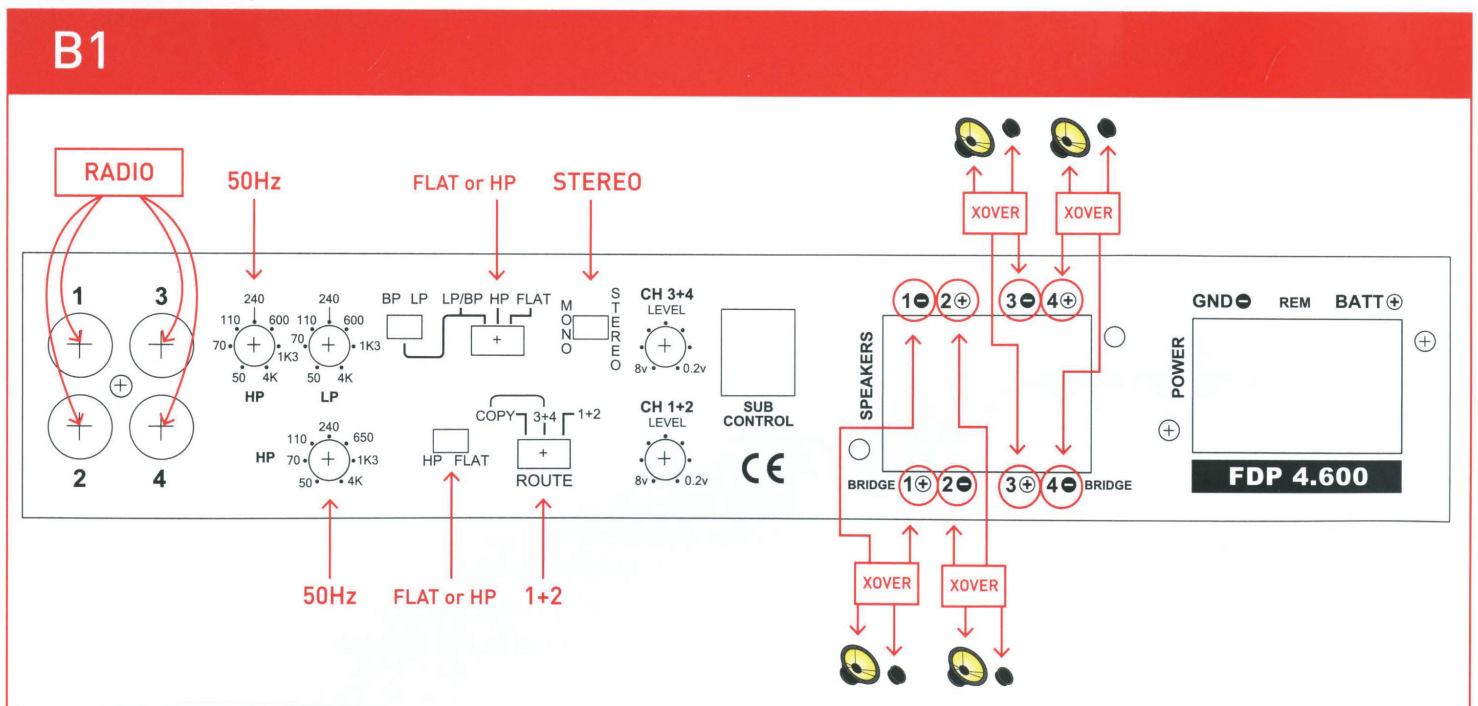 B1
RADIO
50Hz
FLAT or HP
STEREO
XOVER
XOVER
1
3
2
4
240
110
600
70
1K3
50
4K
HP
240
110
600
70
1K3
50
4K
LP
BP LP
LP/BP HP FLAT
MONO
STEREO
CH 3+4
LEVEL
8v
0.2v
SUB
CONTROL
HP
240
110
650
70
1K3
50
4K
HP FLAT
COPY
3+4
1+2
ROUTE
CH 1+2
LEVEL
8v
0.2v
CE
SPEAKERS
1⊖ 2⊕ 3⊖ 4⊕
BRIDGE 1⊕ 2⊖ 3⊕ 4⊖ BRIDGE
GND⊖ REM BATT⊕
POWER
FDP 4.600
50Hz
FLAT or HP
1+2
XOVER
XOVER